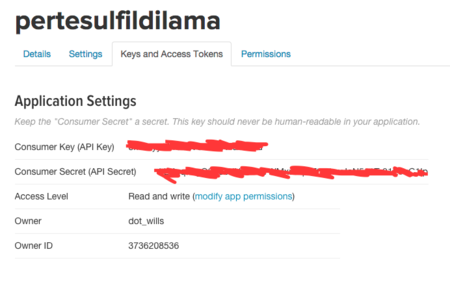 pertesulfildilama
Details Settings Keys and Access Tokens Permissions
Application Settings
Keep the "Consumer Secret" a secret. This key should never be human-readable in your application.
Consumer Key (API Key)
Consumer Secret (API Secret)
Access Level Read and write (modify app permissions)
Owner dot_wills
Owner ID 3736208536